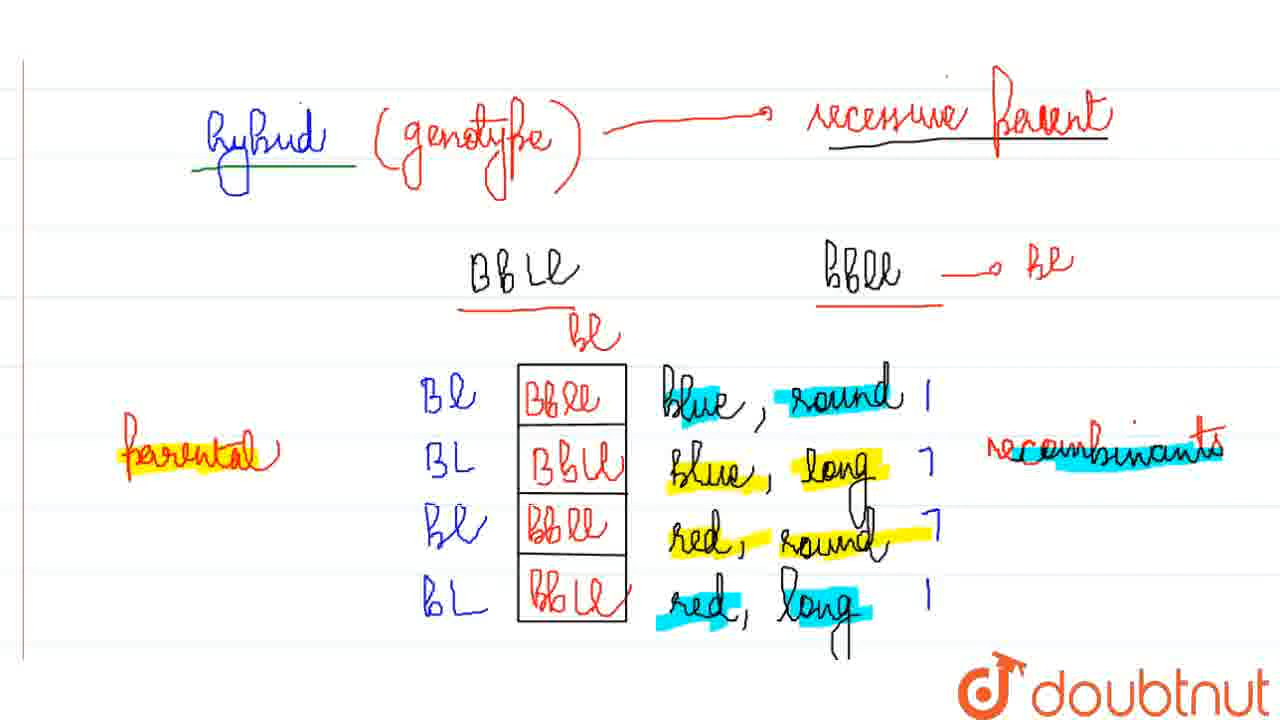 hybrid (genotype) → recessive parent
BbLl bbll → bl
bl
Bl Bbll blue, round 1
parental BL BbLl blue, long 7 recombinants
bl bbll red, round 7
bL bbLl red, long 1
doubtnut